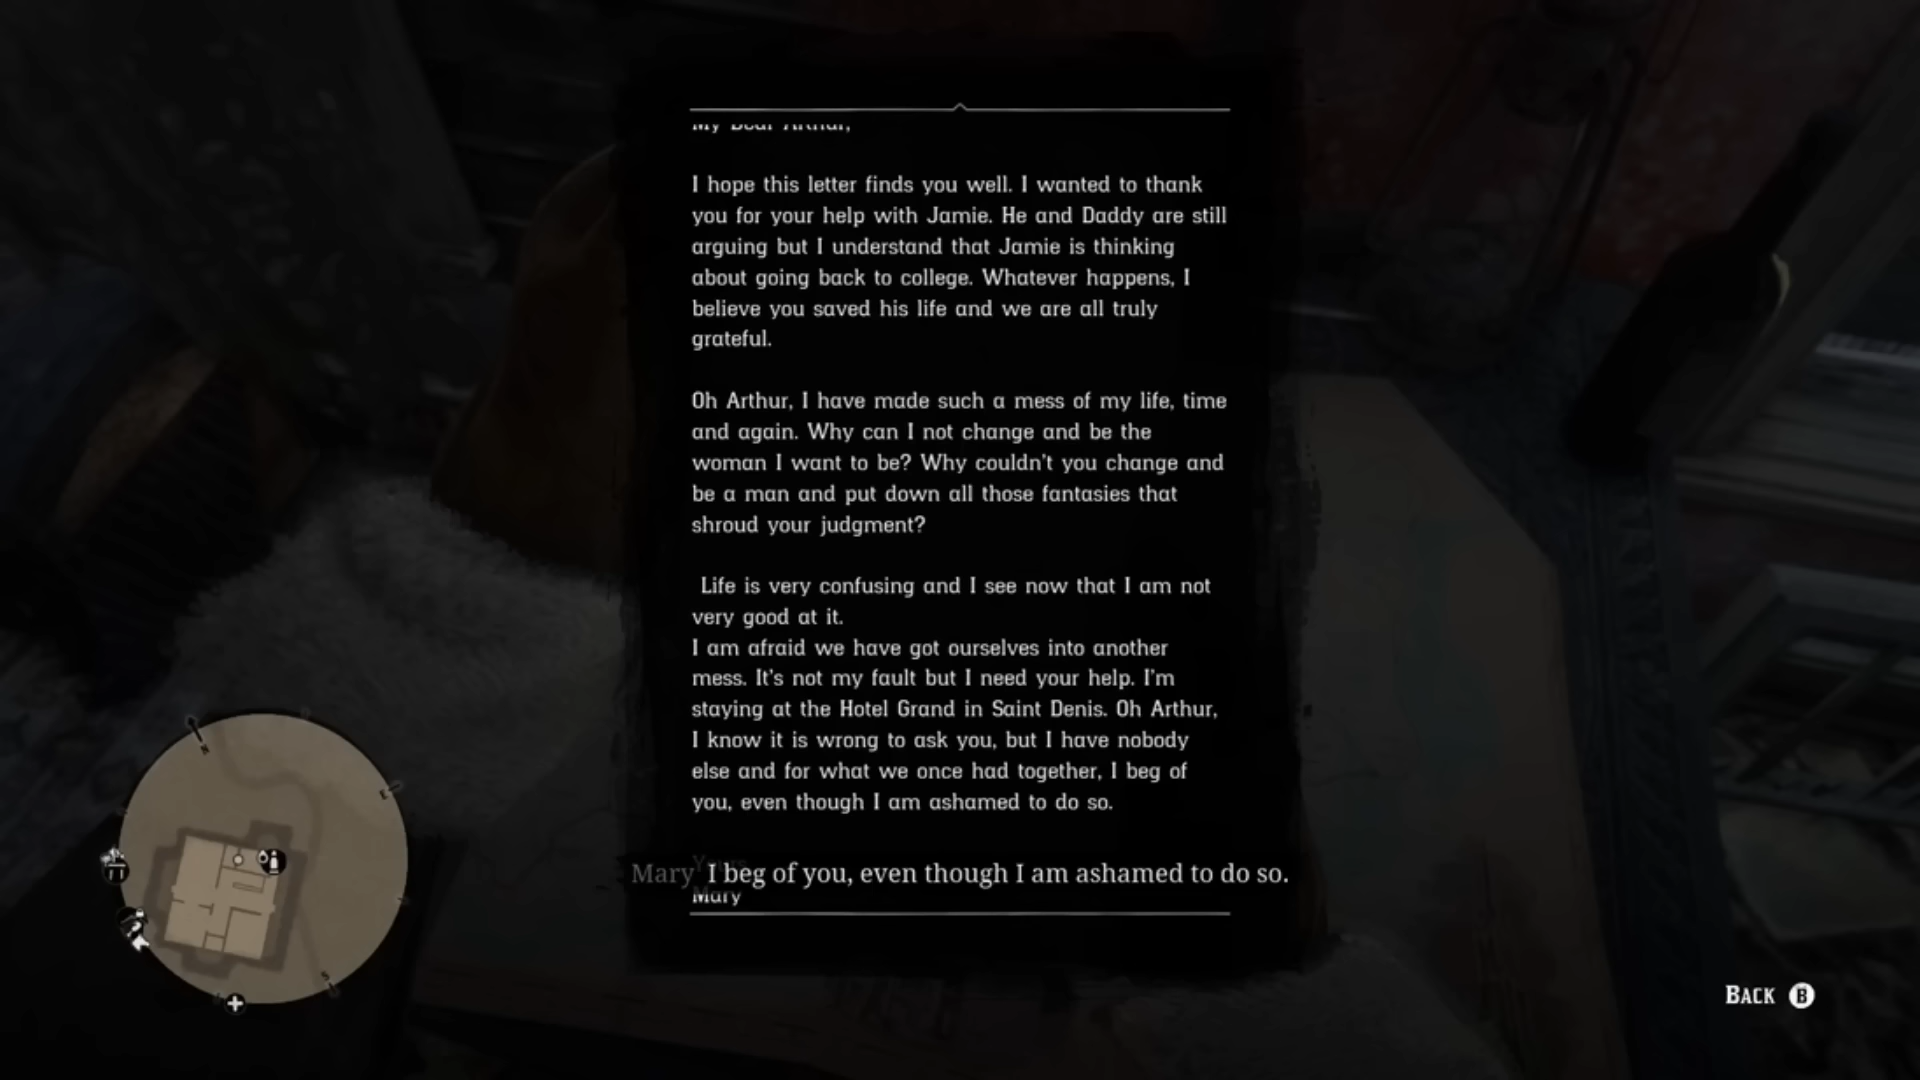 My Dear Arthur,
I hope this letter finds you well. I wanted to thank
you for your help with Jamie. He and Daddy are still
arguing but I understand that Jamie is thinking
about going back to college. Whatever happens, I
believe you saved his life and we are all truly
grateful.
Oh Arthur, I have made such a mess of my life, time
and again. Why can I not change and be the
woman I want to be? Why couldn't you change and
be a man and put down all those fantasies that
shroud your judgment?
Life is very confusing and I see now that I am not
very good at it.
I am afraid we have got ourselves into another
mess. It's not my fault but I need your help. I'm
staying at the Hotel Grand in Saint Denis. Oh Arthur,
I know it is wrong to ask you, but I have nobody
else and for what we once had together, I beg of
you, even though I am ashamed to do so.
Yours
Mary I beg of you, even though I am ashamed to do so.
Mary
N
E
S
BACK B